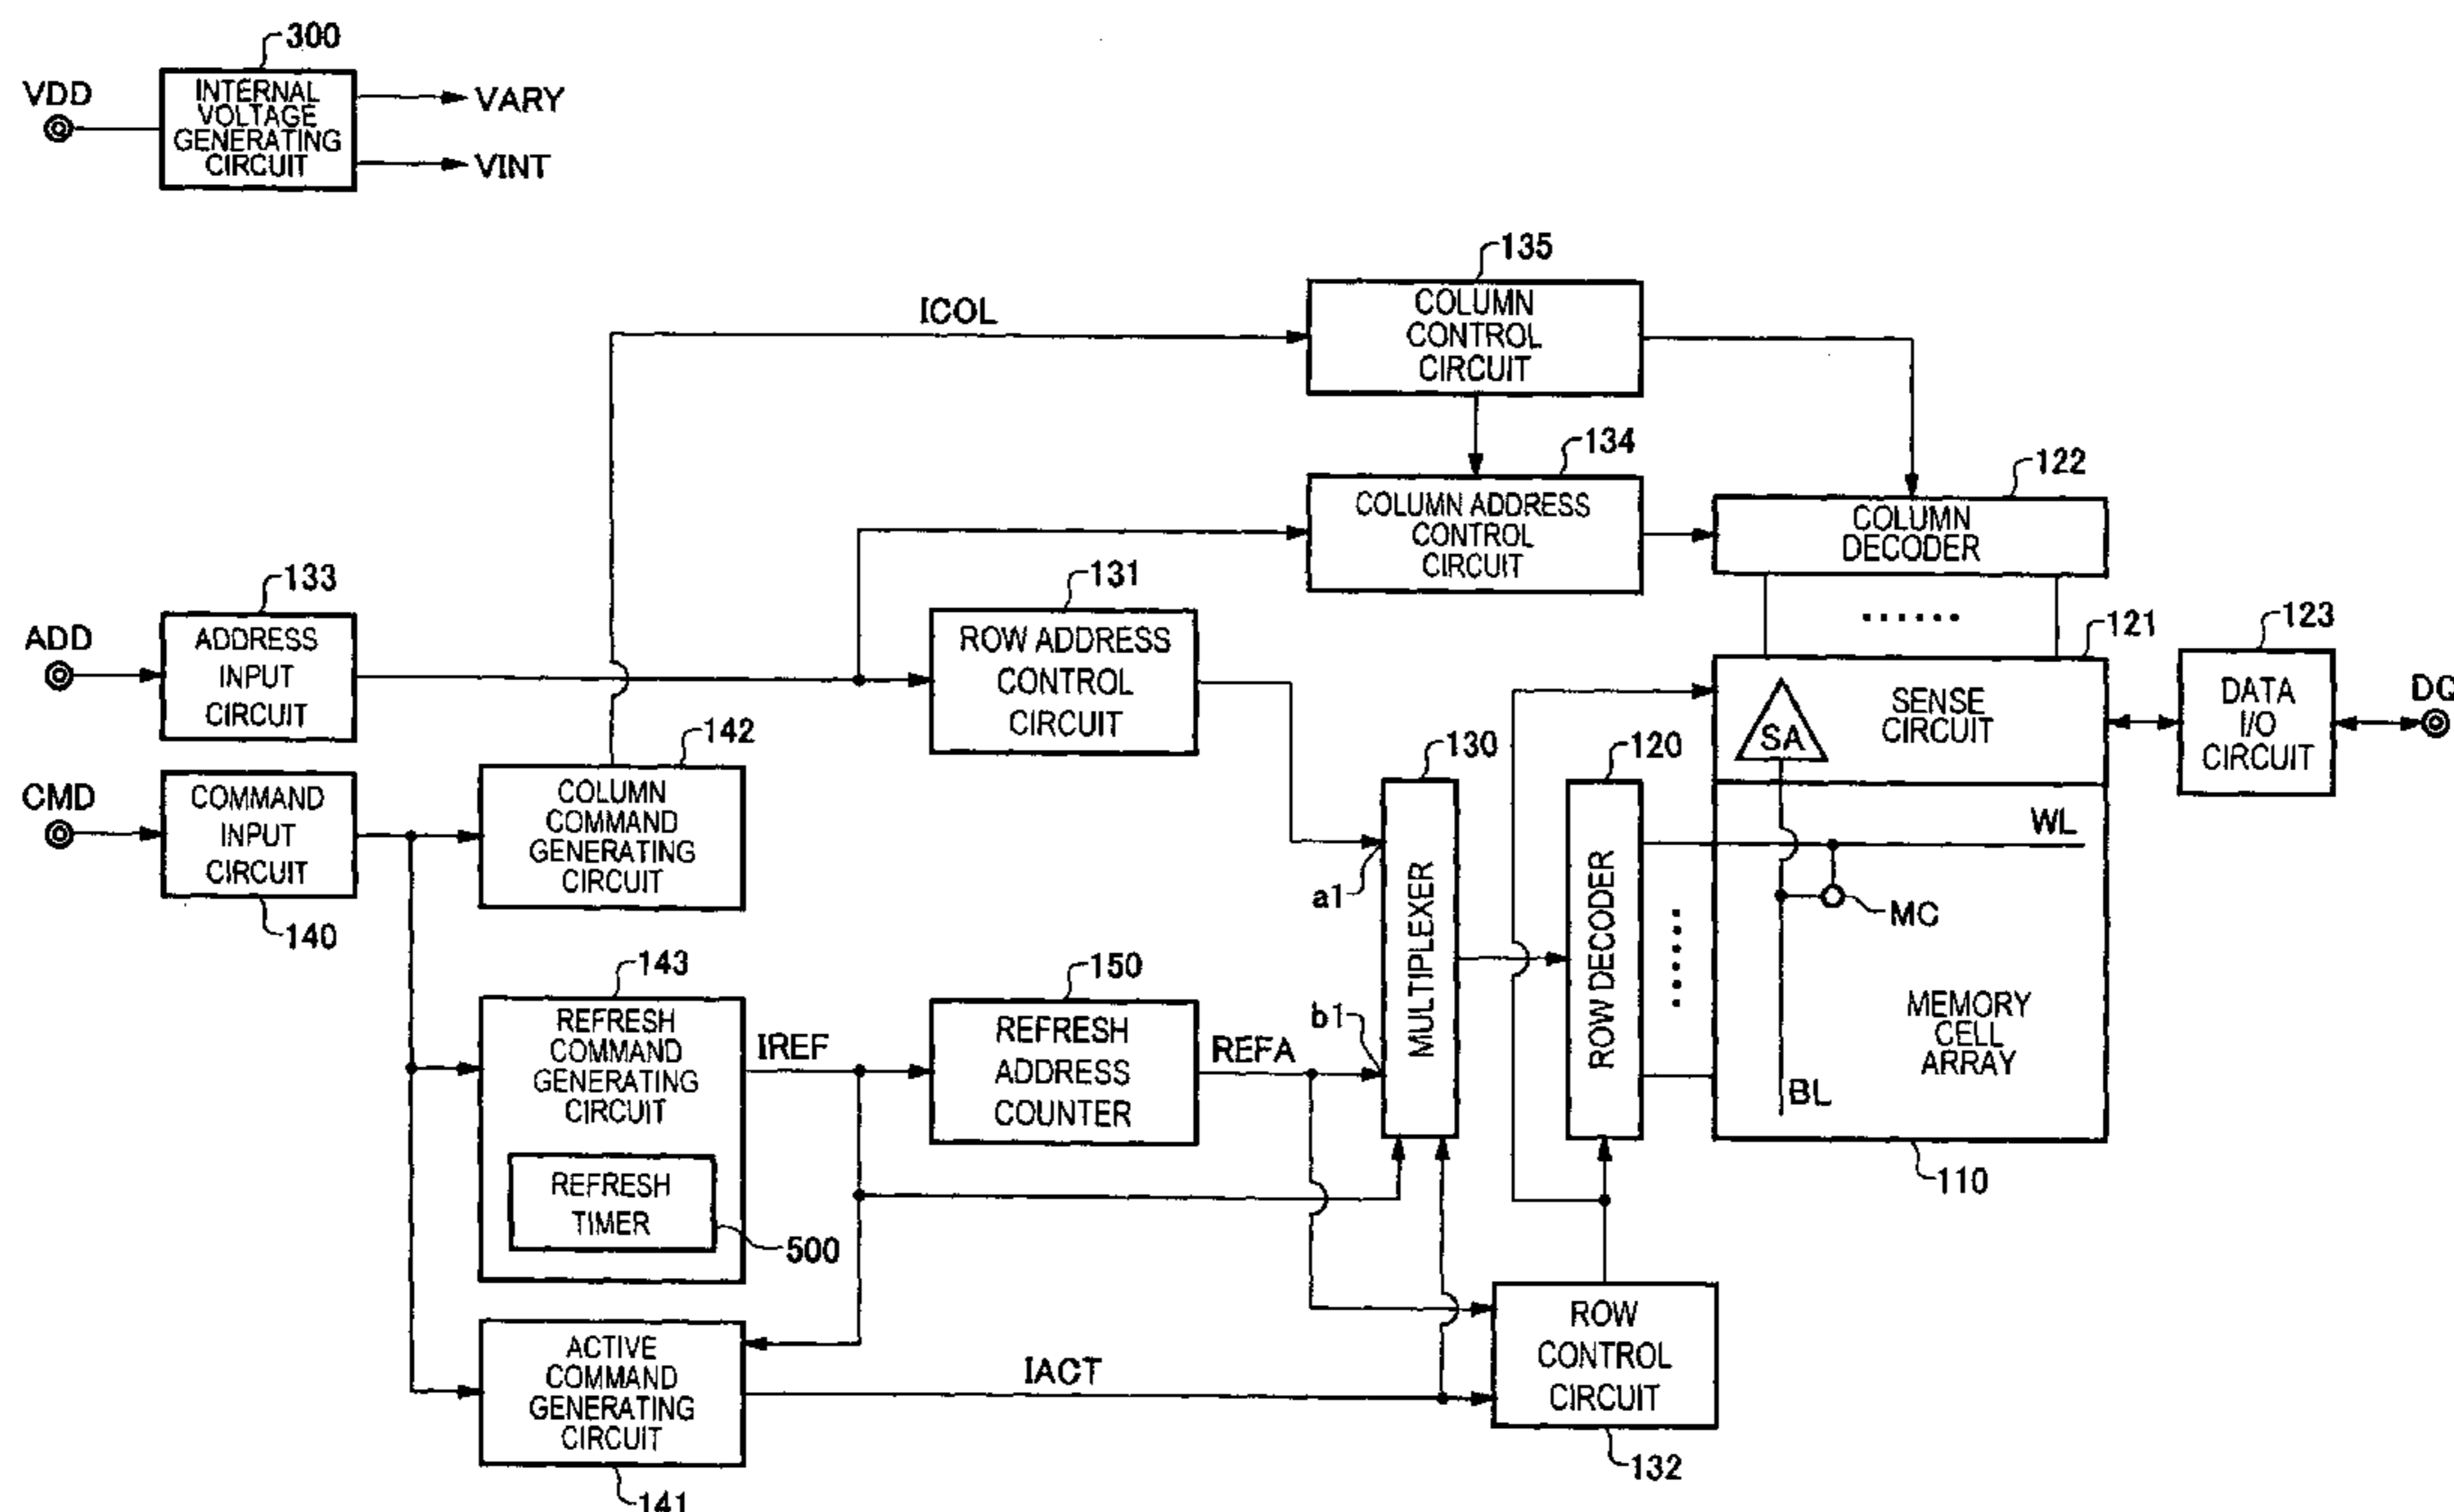 300
VDD
INTERNAL
VOLTAGE
GENERATING
CIRCUIT
VARY
VINT
135
ICOL
COLUMN
CONTROL
CIRCUIT
134
COLUMN ADDRESS
CONTROL
CIRCUIT
122
COLUMN
DECODER
133
ADD
ADDRESS
INPUT
CIRCUIT
131
ROW ADDRESS
CONTROL
CIRCUIT
121
SA
SENSE
CIRCUIT
123
DATA
I/O
CIRCUIT
DQ
CMD
COMMAND
INPUT
CIRCUIT
140
142
COLUMN
COMMAND
GENERATING
CIRCUIT
130
MULTIPLEXER
a1
b1
120
ROW DECODER
WL
MC
BL
MEMORY
CELL
ARRAY
110
143
REFRESH
COMMAND
GENERATING
CIRCUIT
REFRESH
TIMER
500
IREF
150
REFRESH
ADDRESS
COUNTER
REFA
ACTIVE
COMMAND
GENERATING
CIRCUIT
141
IACT
ROW
CONTROL
CIRCUIT
132